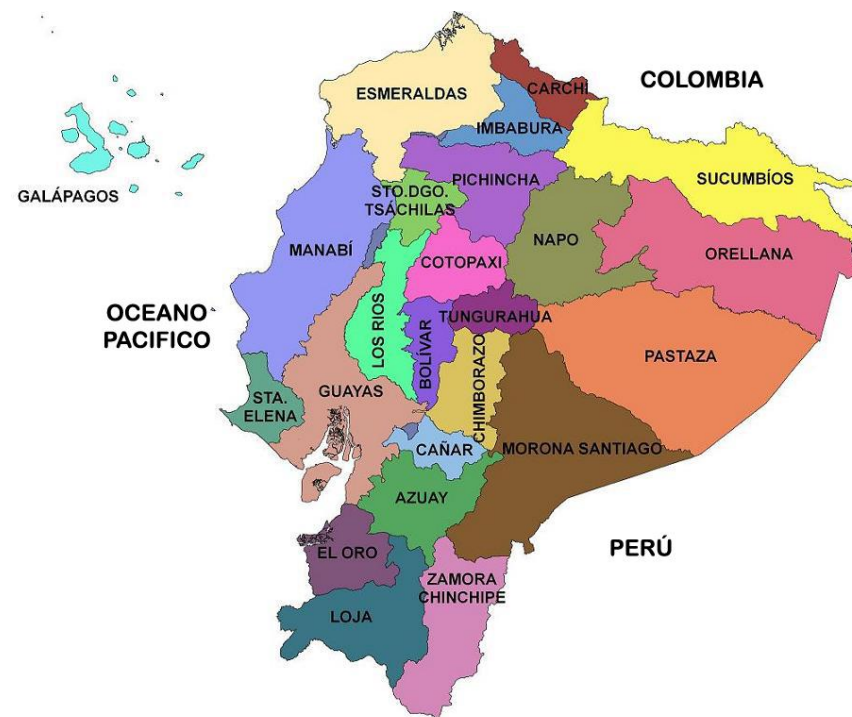 ESMERALDAS
CARCHI
COLOMBIA
IMBABURA
GALÁPAGOS
PICHINCHA
SUCUMBÍOS
STO.DGO.
TSÁCHILAS
MANABÍ
NAPO
ORELLANA
COTOPAXI
OCEANO
PACIFICO
LOS RIOS
BOLÍVAR
TUNGURAHUA
CHIMBORAZO
PASTAZA
STA.
ELENA
GUAYAS
CAÑAR
MORONA SANTIAGO
AZUAY
EL ORO
PERÚ
ZAMORA
CHINCHIPE
LOJA